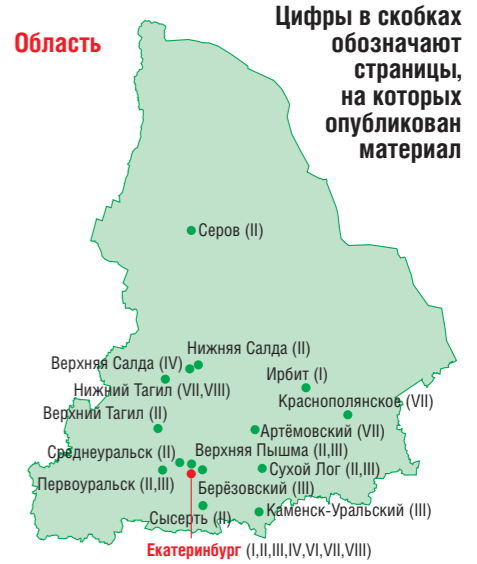 Область
Цифры в скобках
обозначают
страницы,
на которых
опубликован
материал
Серов (II)
Нижняя Салда (II)
Верхняя Салда (IV)
Ирбит (I)
Нижний Тагил (VII,VIII)
Краснополянское (VII)
Верхний Тагил (II)
Артёмовский (VII)
Среднеуральск (II)
Верхняя Пышма (II,III)
Сухой Лог (II,III)
Первоуральск (II,III)
Берёзовский (III)
Сысерть (II)
Каменск-Уральский (III)
Екатеринбург (I,II,III,IV,VI,VII,VIII)